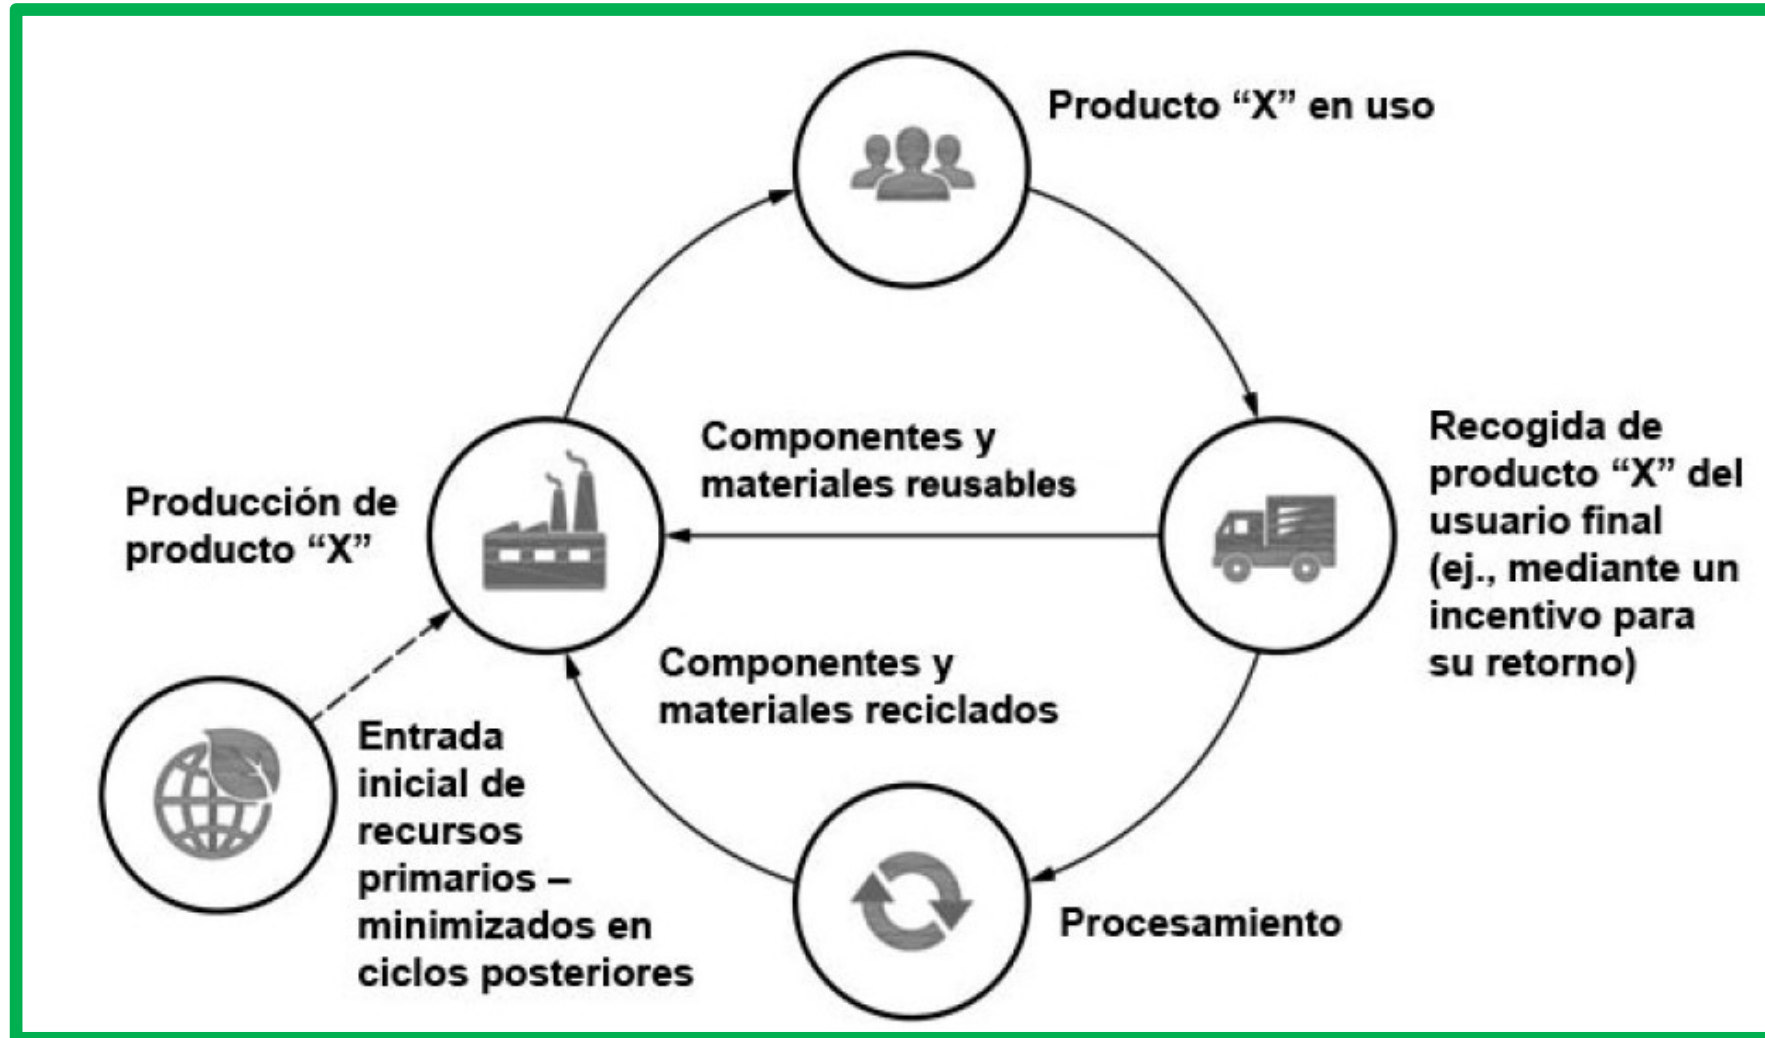 Producto “X” en uso
Componentes y
materiales reusables
Recogida de
producto “X” del
usuario final
(ej., mediante un
incentivo para
su retorno)
Producción de
producto “X”
Componentes y
materiales reciclados
Entrada
inicial de
recursos
primarios –
minimizados en
ciclos posteriores
Procesamiento